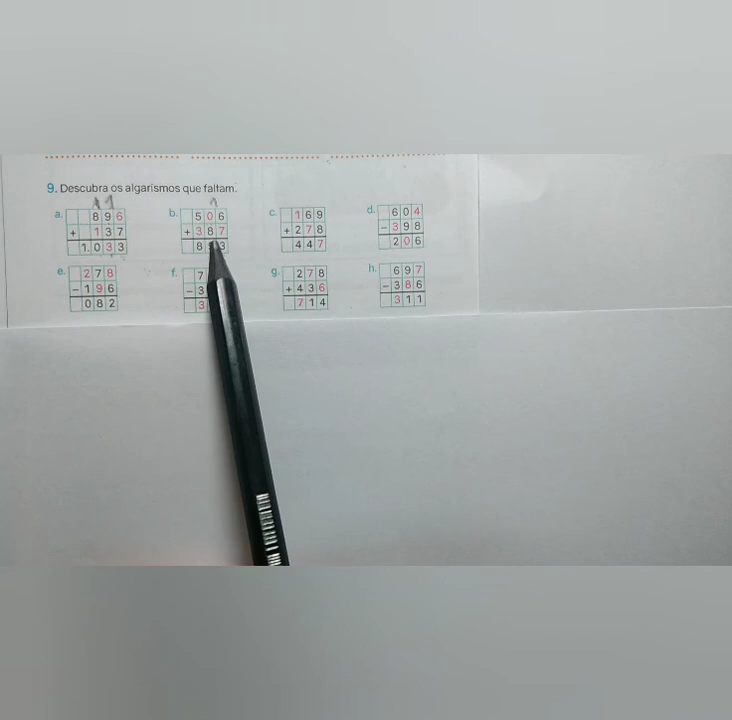 9. Descubra os algarismos que faltam.
1 1 1
a. 8 9 6 b. 5 0 6 c. 1 6 9 d. 6 0 4
+ 1 3 7 + 3 8 7 + 2 7 8 - 3 9 8
1.0 3 3 8 3 4 4 7 2 0 6
e. 2 7 8 f. 7 g. 2 7 8 h. 6 9 7
- 1 9 6 - 3 + 4 3 6 - 3 8 6
0 8 2 3 7 1 4 3 1 1